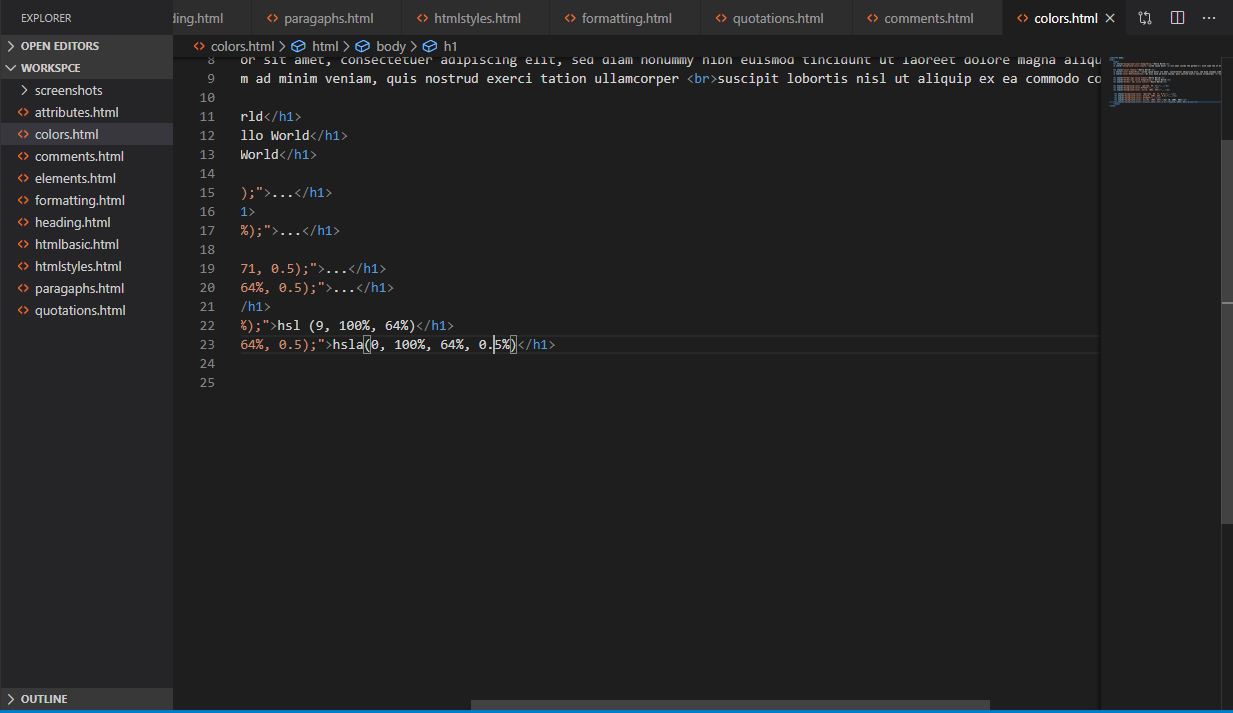 EXPLORER
ding.html paragaphs.html htmlstyles.html formatting.html quotations.html comments.html colors.html
OPEN EDITORS
WORKSPCE
screenshots
attributes.html
colors.html
comments.html
elements.html
formatting.html
heading.html
htmlbasic.html
htmlstyles.html
paragaphs.html
quotations.html
OUTLINE
colors.html > html > body > h1
8 or sit amet, consectetuer adipiscing elit, sed diam nonummy nibh euismod tincidunt ut laoreet dolore magna aliqu
9 m ad minim veniam, quis nostrud exerci tation ullamcorper <br>suscipit lobortis nisl ut aliquip ex ea commodo co
10
11 rld</h1>
12 llo World</h1>
13 World</h1>
14
15 );">...</h1>
16 1>
17 %);">...</h1>
18
19 71, 0.5);">...</h1>
20 64%, 0.5);">...</h1>
21 /h1>
22 %);">hsl (9, 100%, 64%)</h1>
23 64%, 0.5);">hsla(0, 100%, 64%, 0.5%)</h1>
24
25